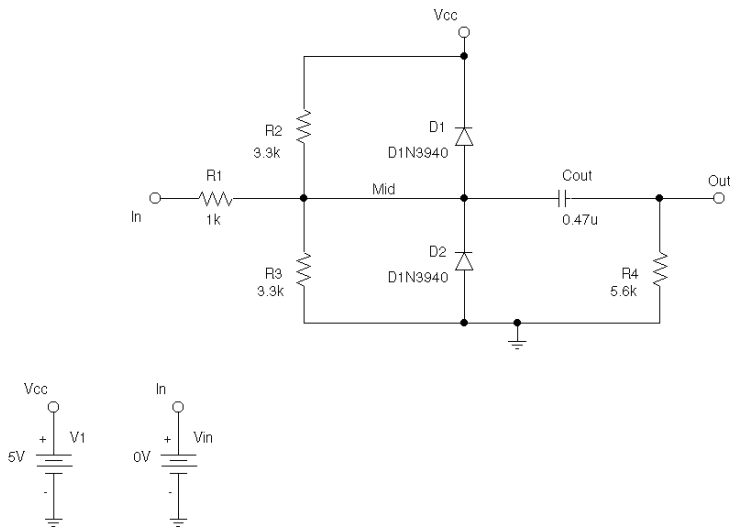 Vcc
R2
3.3k
D1
D1N3940
R1
1k
In
Mid
Cout
0.47u
Out
R3
3.3k
D2
D1N3940
R4
5.6k
Vcc
+
V1
5V
-
In
+
Vin
0V
-